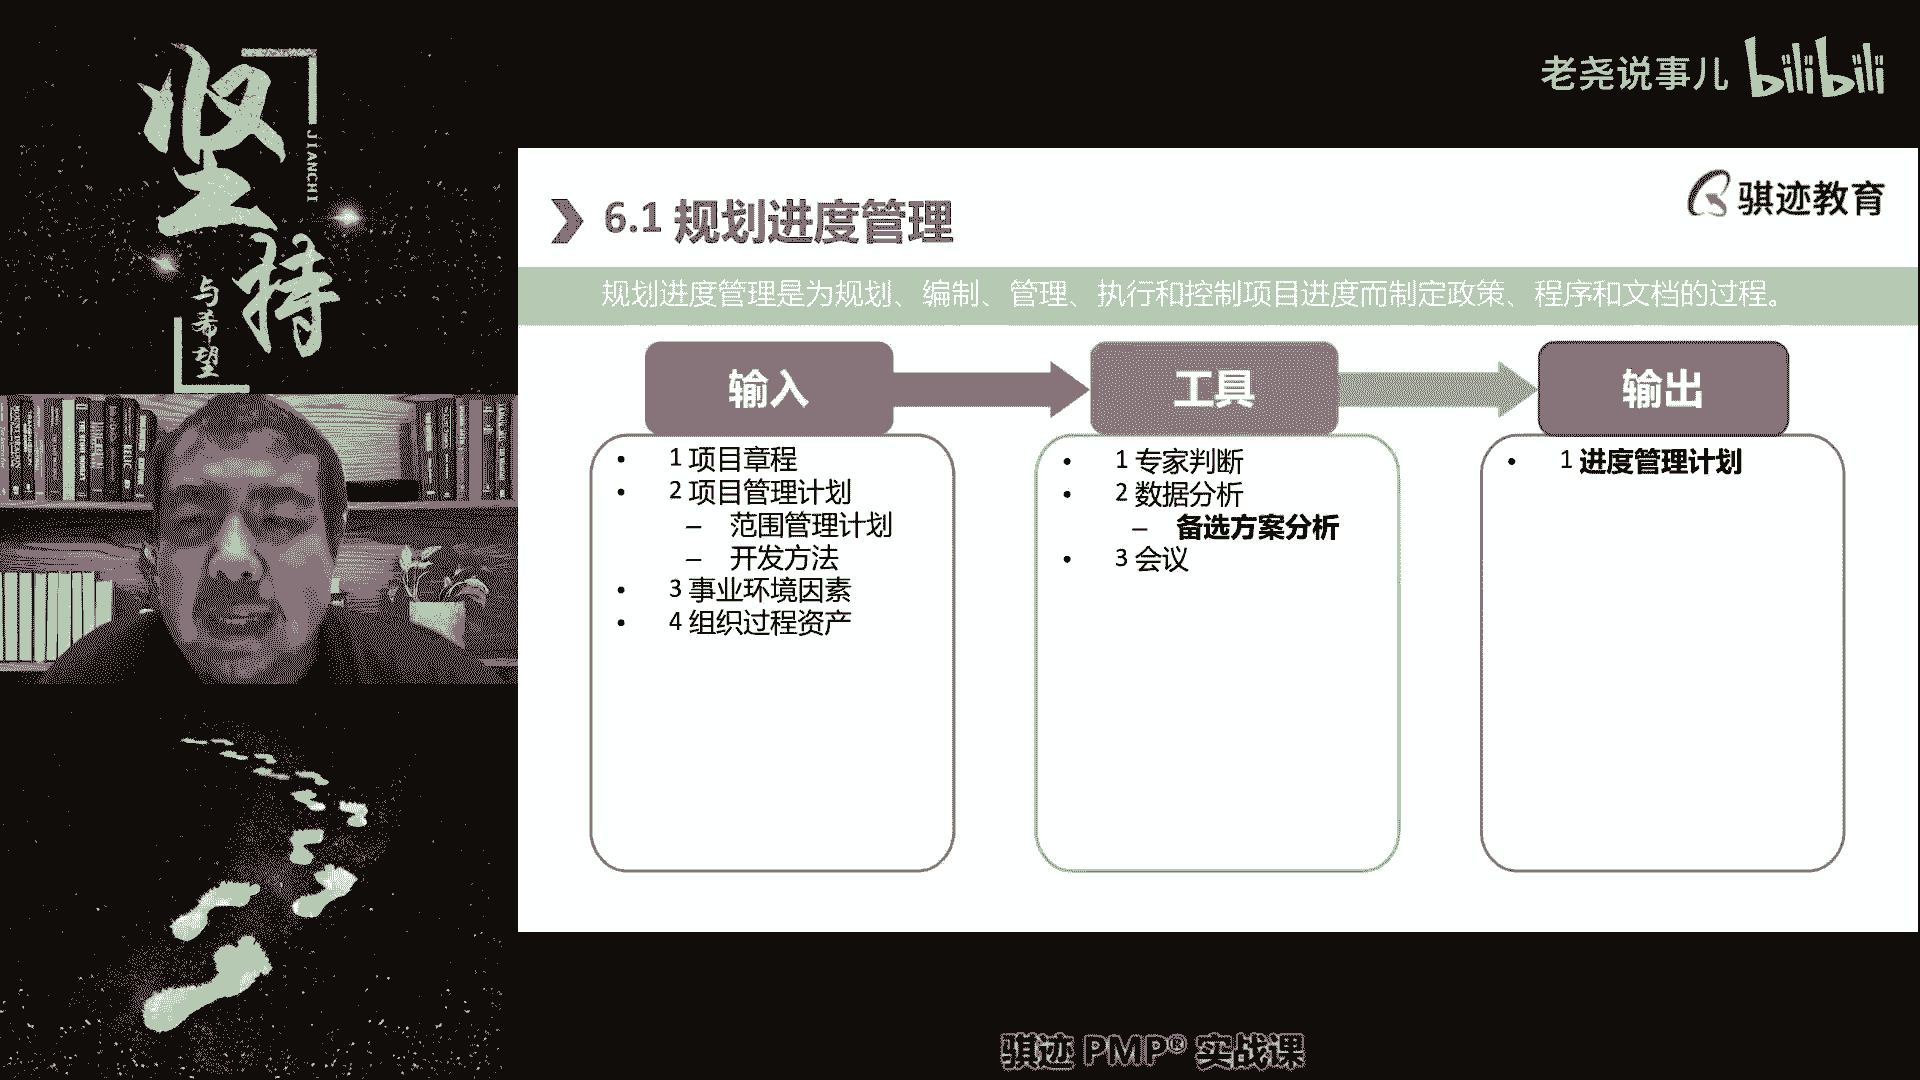 坚持
JIANCHI
与希望
老尧说事儿 bilibili
骐迹教育
6.1 规划进度管理
规划进度管理是为规划、编制、管理、执行和控制项目进度而制定政策、程序和文档的过程。
输入
• 1 项目章程
• 2 项目管理计划
– 范围管理计划
– 开发方法
• 3 事业环境因素
• 4 组织过程资产
工具
• 1 专家判断
• 2 数据分析
– 备选方案分析
• 3 会议
输出
• 1 进度管理计划
骐迹 PMP® 实战课